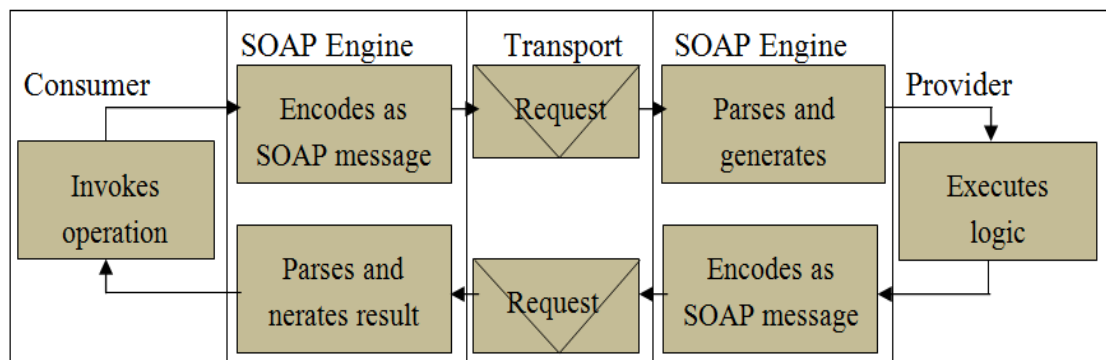 SOAP Engine
Transport
SOAP Engine
Consumer
Provider
Encodes as
SOAP message
Request
Parses and
generates
Invokes
operation
Executes
logic
Parses and
nerates result
Request
Encodes as
SOAP message